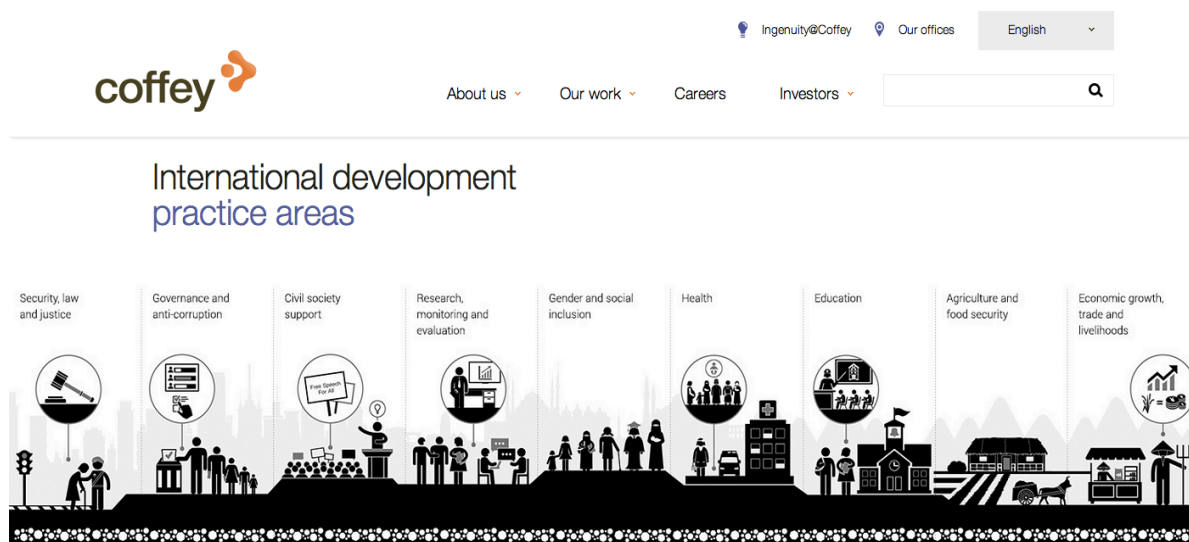 Ingenuity@Coffey
Our offices
English
coffey
About us
Our work
Careers
Investors
International development
practice areas
Security, law
and justice
Governance and
anti-corruption
Civil society
support
Research,
monitoring and
evaluation
Gender and social
inclusion
Health
Education
Agriculture and
food security
Economic growth,
trade and
livelihoods
Free Speech
For All